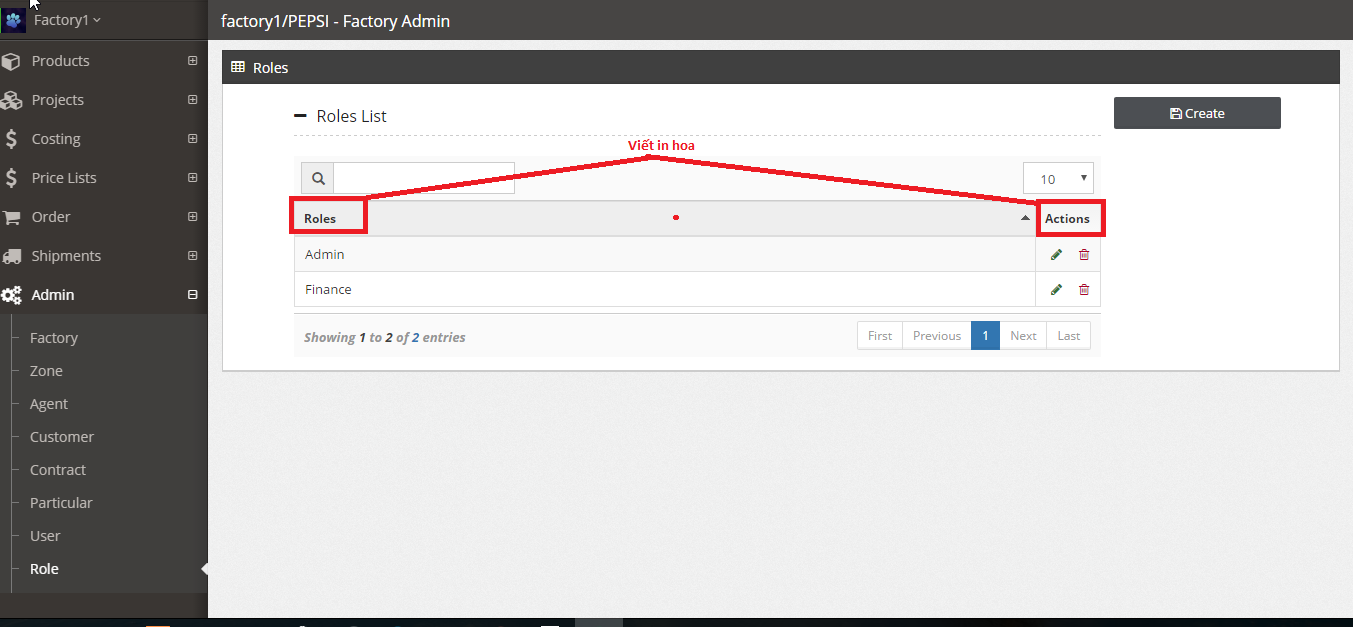 Factory1
factory1/PEPSI - Factory Admin
Products
Projects
Costing
Price Lists
Order
Shipments
Admin
Factory
Zone
Agent
Customer
Contract
Particular
User
Role
Roles
Roles List
Create
Viết in hoa
10
Roles
Actions
Admin
Finance
Showing 1 to 2 of 2 entries
First Previous 1 Next Last